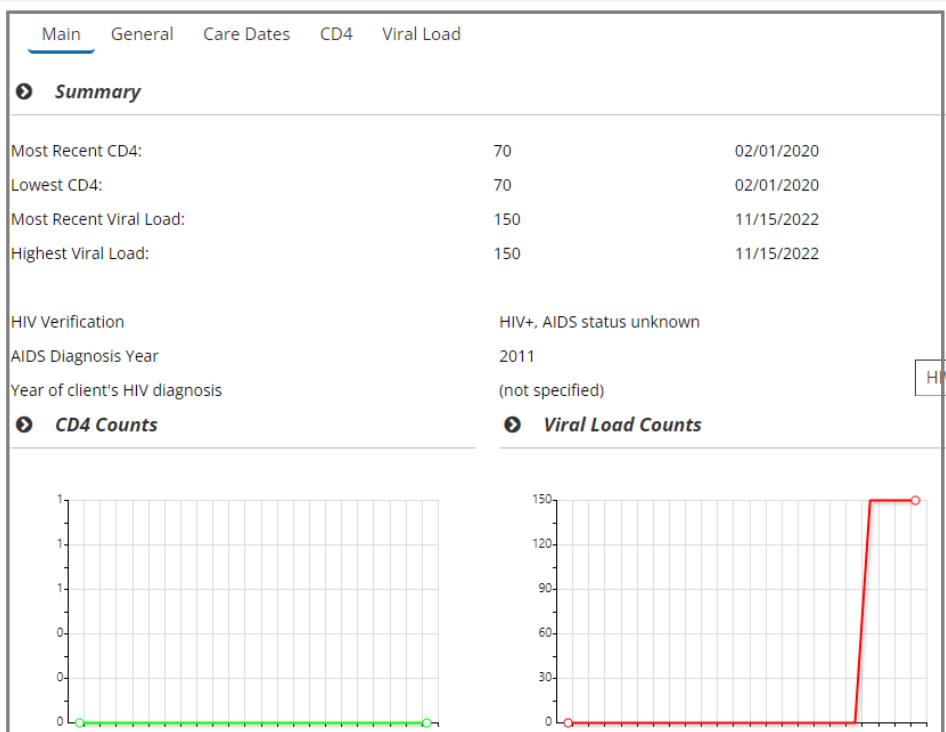 Main General Care Dates CD4 Viral Load
Summary
Most Recent CD4: 70 02/01/2020
Lowest CD4: 70 02/01/2020
Most Recent Viral Load: 150 11/15/2022
Highest Viral Load: 150 11/15/2022
HIV Verification HIV+, AIDS status unknown
AIDS Diagnosis Year 2011
Year of client's HIV diagnosis (not specified)
CD4 Counts Viral Load Counts
1 150
1 120
1 90
0 60
0 30
0 0